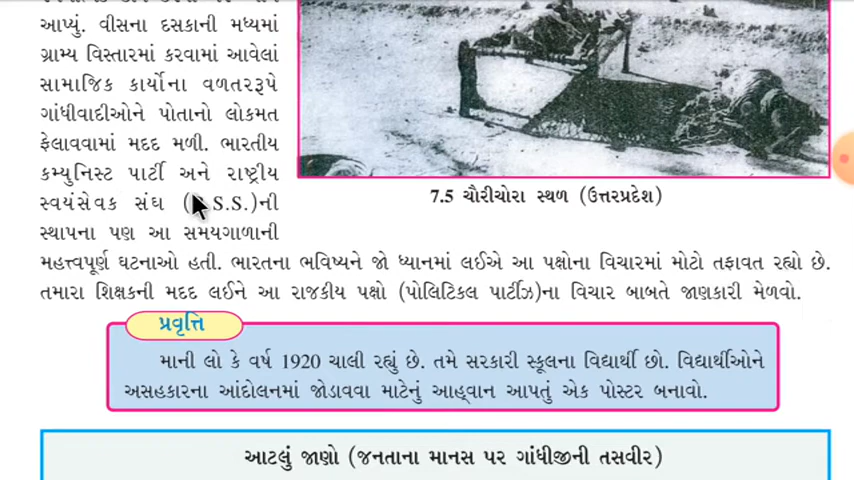 આપ્યું. વીસના દસકાની મધ્યમાં
ગ્રામ્ય વિસ્તારમાં કરવામાં આવેલાં
સામાજિક કાર્યોના વળતરરૂપે
ગાંધીવાદીઓને પોતાનો લોકમત
ફેલાવવામાં મદદ મળી. ભારતીય
કમ્યુનિસ્ટ પાર્ટી અને રાષ્ટ્રીય
સ્વયંસેવક સંઘ ( .S.S.)ની
સ્થાપના પણ આ સમયગાળાની
મહત્ત્વપૂર્ણ ઘટનાઓ હતી. ભારતના ભવિષ્યને જો ધ્યાનમાં લઈએ આ પક્ષોના વિચારમાં મોટો તફાવત રહ્યો છે.
તમારા શિક્ષકની મદદ લઈને આ રાજકીય પક્ષો (પોલિટિકલ પાર્ટીઝ)ના વિચાર બાબતે જાણકારી મેળવો.
7.5 ચૌરીચોરા સ્થળ (ઉત્તરપ્રદેશ)
પ્રવૃત્તિ
માની લો કે વર્ષ 1920 ચાલી રહ્યું છે. તમે સરકારી સ્કૂલના વિદ્યાર્થી છો. વિદ્યાર્થીઓને
અસહકારના આંદોલનમાં જોડાવવા માટેનું આહ્‌વાન આપતું એક પોસ્ટર બનાવો.
આટલું જાણો (જનતાના માનસ પર ગાંધીજીની તસવીર)